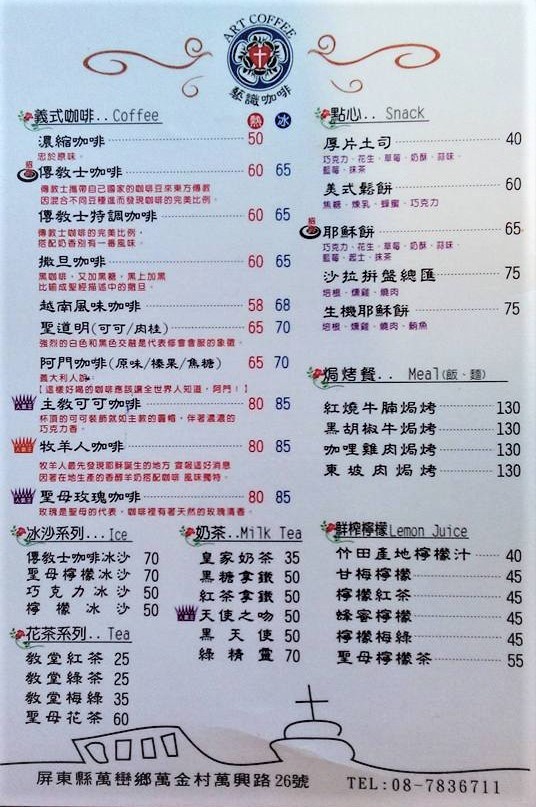 ART COFFEE
藝識咖啡
義式咖啡.. Coffee
熱 冰
濃縮咖啡 50
忠於原味。
招
傳教士咖啡 60 65
傳教士攜帶自己國家的咖啡豆來東方傳教
因混合不同豆種進而發現咖啡的完美比例。
傳教士特調咖啡 60 65
傳教士咖啡的完美比例，
搭配奶香別有一番風味。
撒旦咖啡 60 65
黑咖啡，又加黑糖，黑上加黑
比喻成聖經描述中的撒旦。
越南風味咖啡 58 68
聖道明(可可/肉桂) 65 70
強烈的白色和黑色交融是代表修會會服的象徵。
阿門咖啡(原味/榛果/焦糖) 65 70
義大利人說:
【這樣好喝的咖啡應該讓全世界人知道，阿門！】
主教可可咖啡 80 85
杯頂的可可裝飾就如主教的圓帽，伴著濃濃的
巧克力香。
牧羊人咖啡 80 85
牧羊人最先發現耶穌誕生的地方 宣報這好消息
因著在地生產的香醇羊奶搭配咖啡 風味獨特。
聖母玫瑰咖啡 80 85
玫瑰是聖母的代表，咖啡裡有著天然的玫瑰清香。
點心.. Snack
厚片土司 40
巧克力、花生、草莓、奶酥、蒜味、
藍莓、抹茶
美式鬆餅 60
焦糖、煉乳、蜂蜜、巧克力
招
耶穌餅 65
巧克力、花生、草莓、奶酥、蒜味、
藍莓、起士、抹茶
沙拉拼盤總匯 75
培根、燻雞、燒肉
生機耶穌餅 75
培根、燻雞、燒肉、鮪魚
焗烤餐.. Meal(飯、麵)
紅燒牛腩焗烤 130
黑胡椒牛焗烤 130
咖哩雞肉焗烤 130
東坡肉焗烤 130
冰沙系列...Ice
傳教士咖啡冰沙 70
聖母檸檬冰沙 70
巧克力冰沙 50
檸檬冰沙 50
花茶系列.. Tea
教堂紅茶 25
教堂綠茶 25
教堂梅綠 35
聖母花茶 60
奶茶..Milk Tea
皇家奶茶 35
黑糖拿鐵 50
紅茶拿鐵 50
天使之吻 50
黑天使 50
綠精靈 70
鮮榨檸檬Lemon Juice
竹田產地檸檬汁 40
甘梅檸檬 45
檸檬紅茶 45
蜂蜜檸檬 45
檸檬梅綠 45
聖母檸檬茶 55
屏東縣萬巒鄉萬金村萬興路26號
TEL:08-7836711